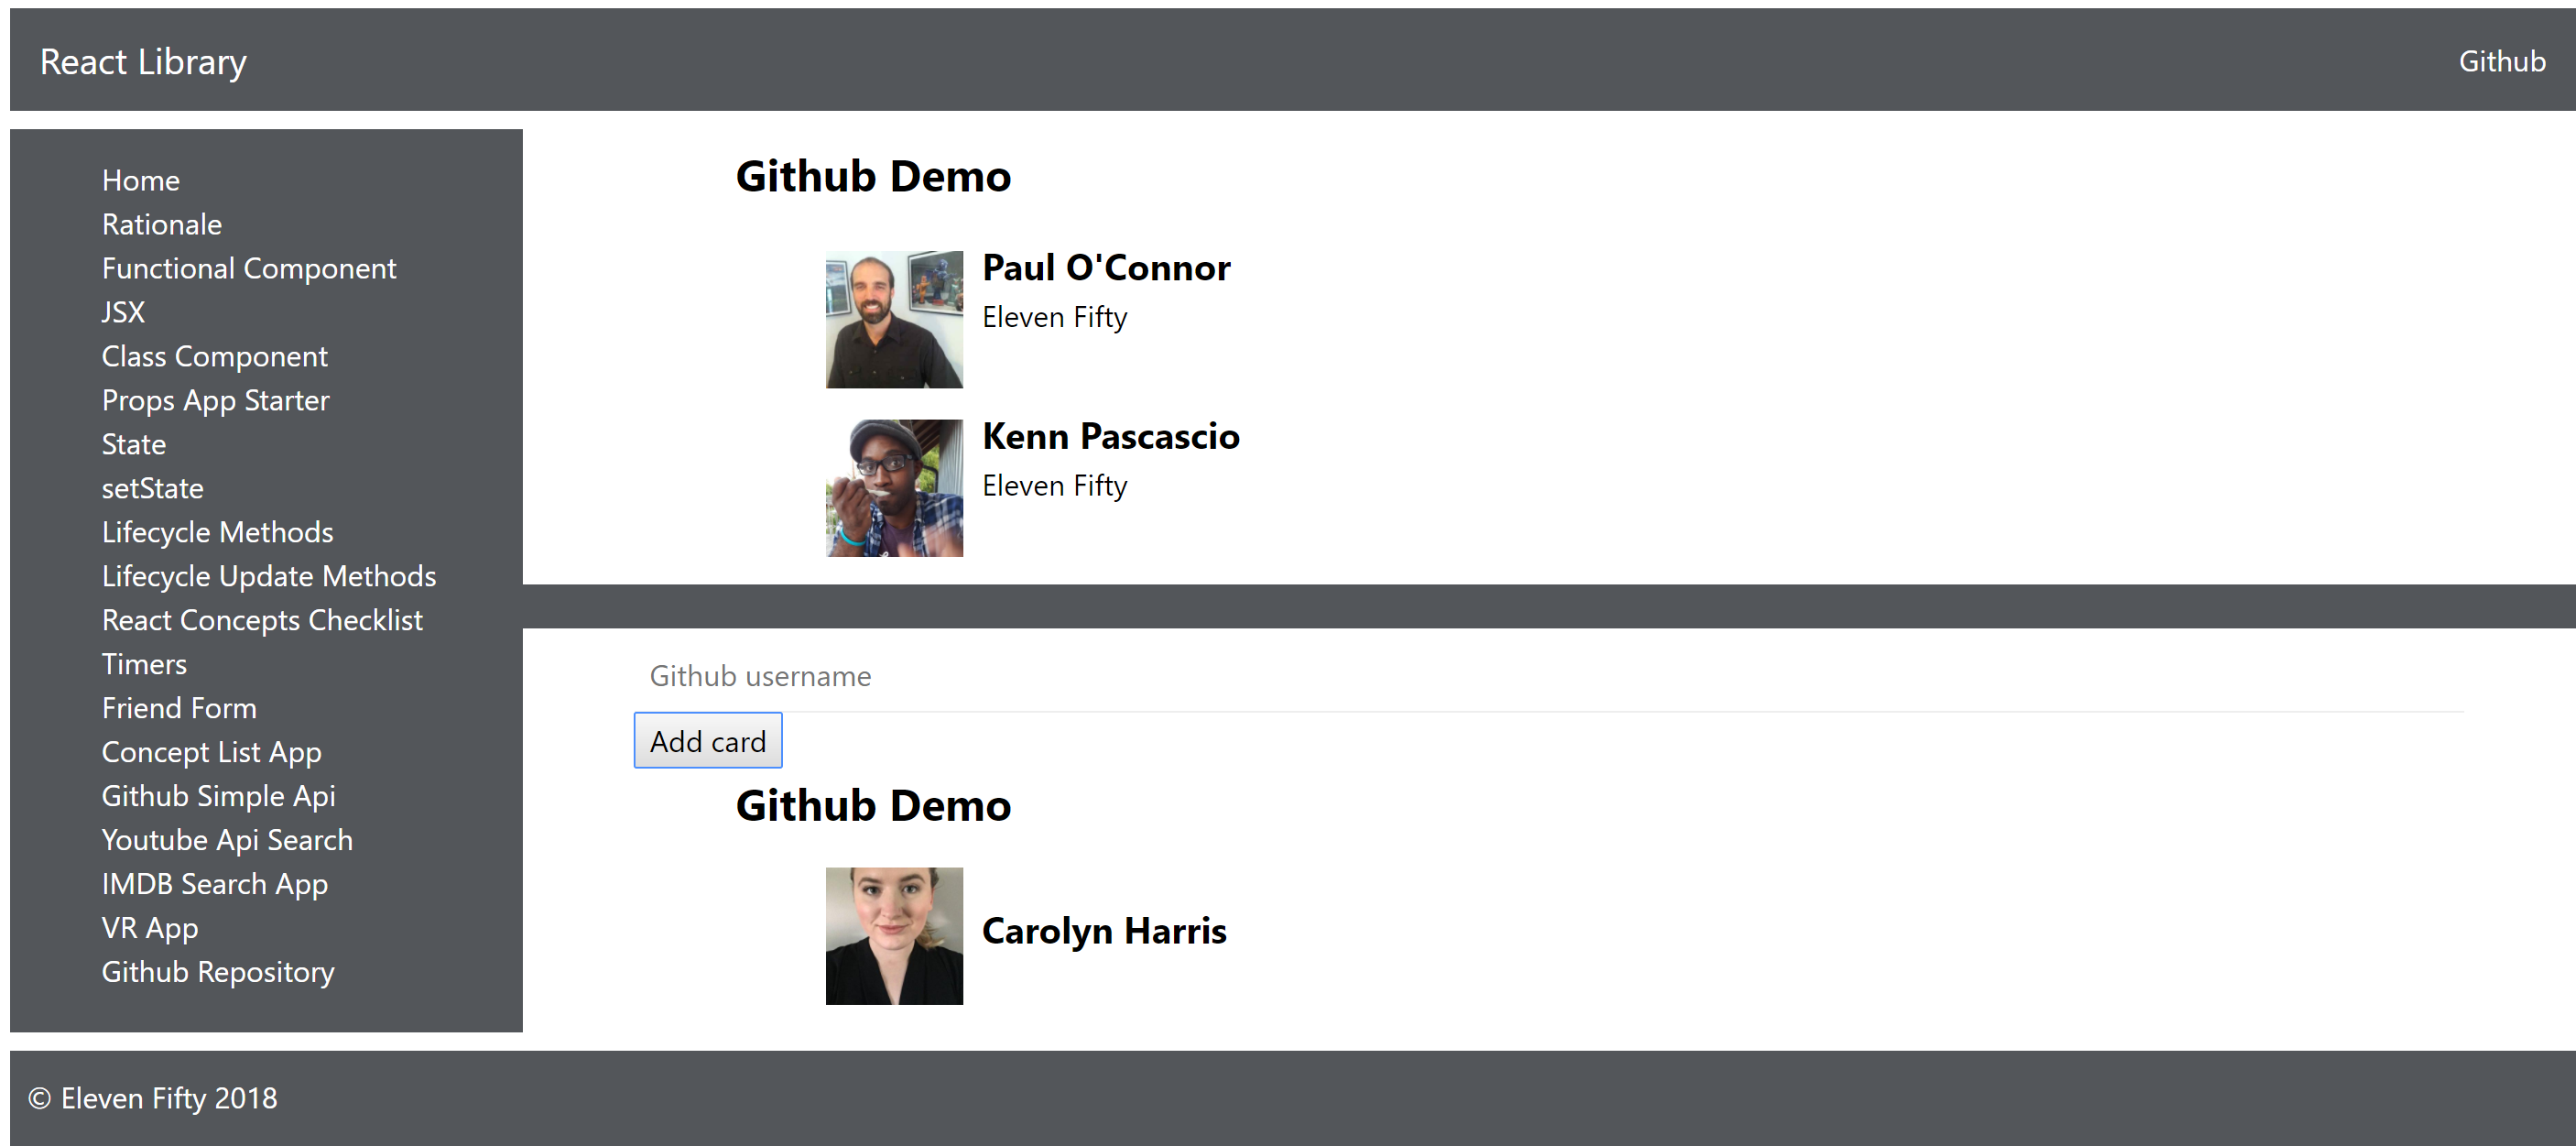 React Library
Github
Home
Rationale
Functional Component
JSX
Class Component
Props App Starter
State
setState
Lifecycle Methods
Lifecycle Update Methods
React Concepts Checklist
Timers
Friend Form
Concept List App
Github Simple Api
Youtube Api Search
IMDB Search App
VR App
Github Repository
Github Demo
Paul O'Connor
Eleven Fifty
Kenn Pascascio
Eleven Fifty
Github username
Add card
Github Demo
Carolyn Harris
© Eleven Fifty 2018